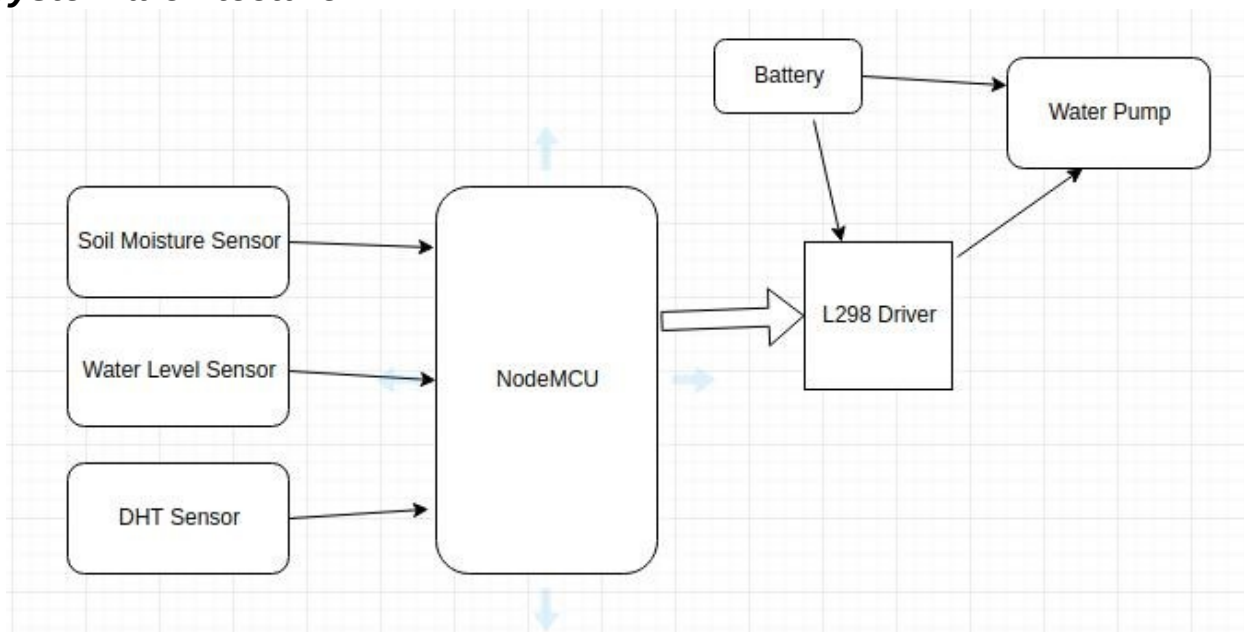 Battery
Water Pump
Soil Moisture Sensor
L298 Driver
Water Level Sensor
NodeMCU
DHT Sensor